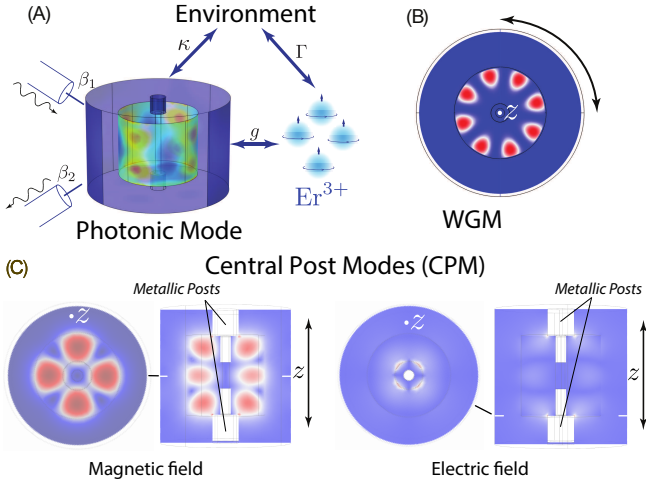 (A)
Environment
κ
Γ
β₁
g
β₂
Er³⁺
Photonic Mode
(B)
z
WGM
(C)
Central Post Modes (CPM)
Metallic Posts
Metallic Posts
z
z
z
z
Magnetic field
Electric field